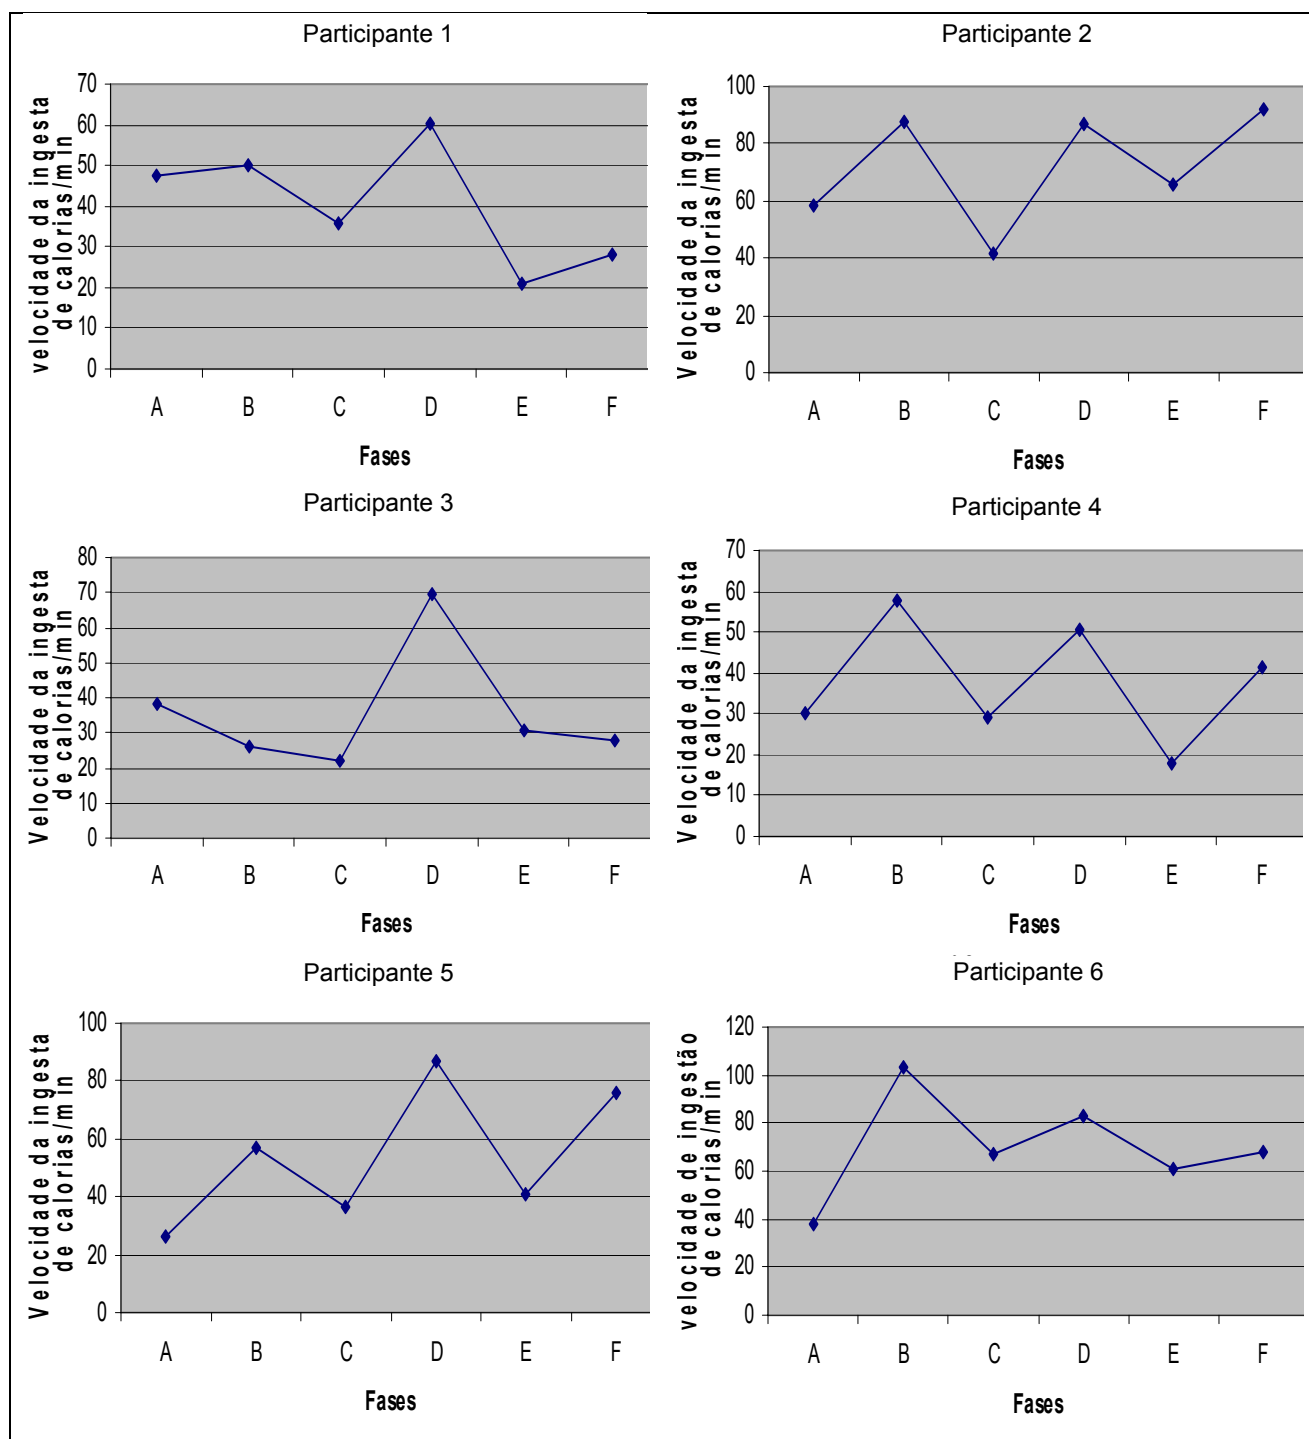 Participante 1
velocidade da ingesta
de calorias/min
70
60
50
40
30
20
10
0
A B C D E F
Fases
Participante 2
Velocidade da ingesta
de calorias/min
100
80
60
40
20
0
A B C D E F
Fases
Participante 3
Velocidade da ingesta
de calorias/min
80
70
60
50
40
30
20
10
0
A B C D E F
Fases
Participante 4
Velocidade da ingesta
de calorias/min
70
60
50
40
30
20
10
0
A B C D E F
Fases
Participante 5
Velocidade da ingesta
de calorias/min
100
80
60
40
20
0
A B C D E F
Fases
Participante 6
velocidade de ingestão
de calorias/min
120
100
80
60
40
20
0
A B C D E F
Fases